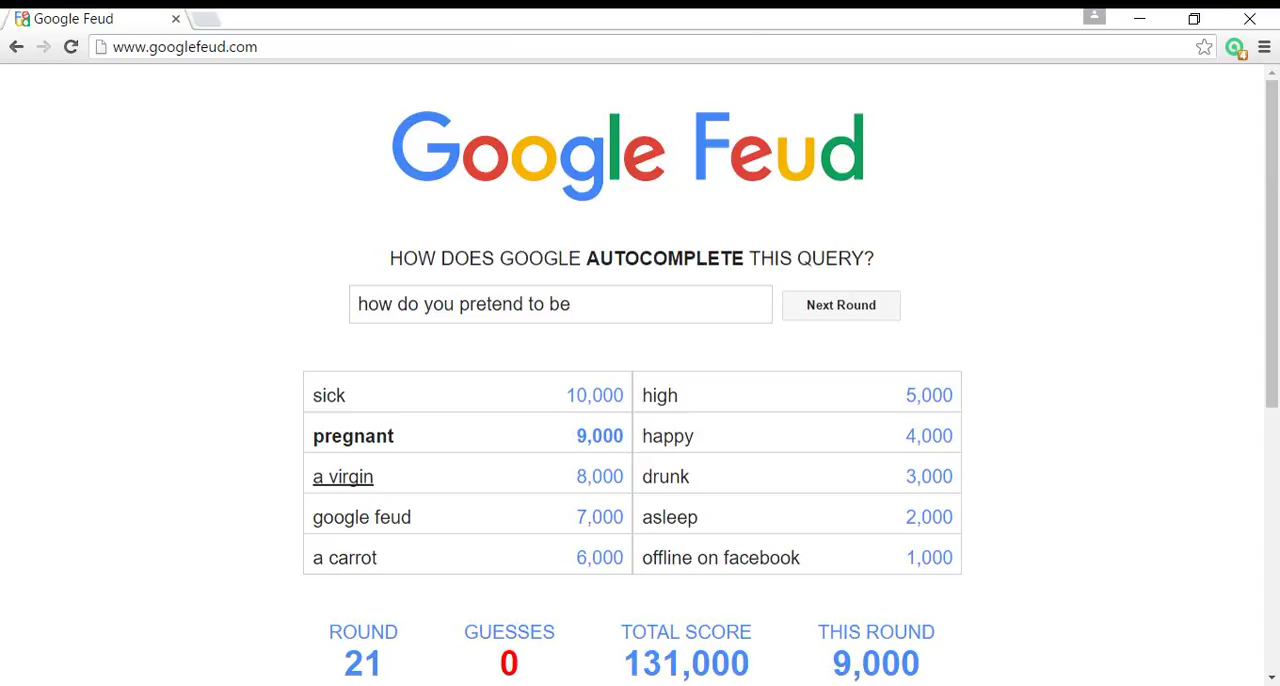 Google Feud
www.googlefeud.com
Google Feud
HOW DOES GOOGLE AUTOCOMPLETE THIS QUERY?
how do you pretend to be
Next Round
sick 10,000 high 5,000
pregnant 9,000 happy 4,000
a virgin 8,000 drunk 3,000
google feud 7,000 asleep 2,000
a carrot 6,000 offline on facebook 1,000
ROUND GUESSES TOTAL SCORE THIS ROUND
21 0 131,000 9,000